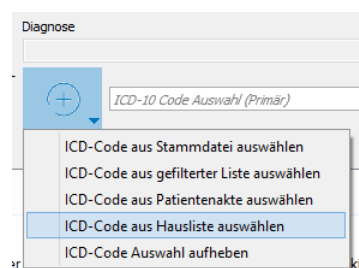 Diagnose
ICD-10 Code Auswahl (Primär)
ICD-Code aus Stammdatei auswählen
ICD-Code aus gefilterter Liste auswählen
ICD-Code aus Patientenakte auswählen
ICD-Code aus Hausliste auswählen
ICD-Code Auswahl aufheben